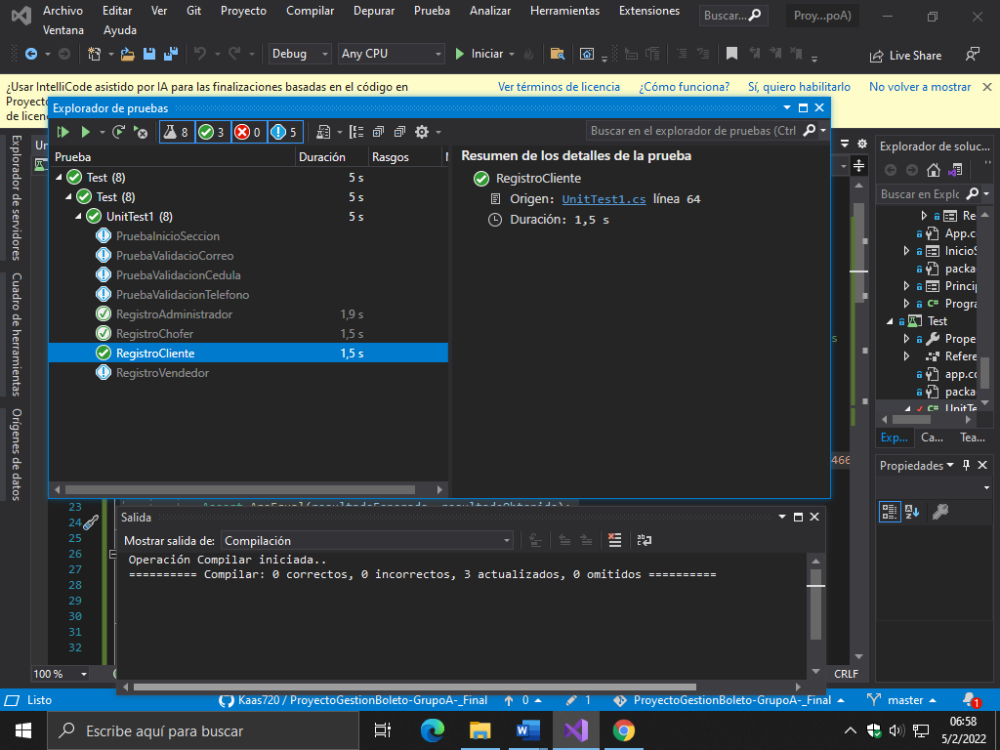 Archivo Editar Ver Git Proyecto Compilar Depurar Prueba Analizar Herramientas Extensiones Buscar... Proy...poA)
Ventana Ayuda
Debug Any CPU Iniciar Live Share
¿Usar IntelliCode asistido por IA para las finalizaciones basadas en el código en Ver términos de licencia ¿Cómo funciona? Sí, quiero habilitarlo No volver a mostrar
Proyecto
de licen
Explorador de pruebas
8 3 0 5
Buscar en el explorador de pruebas (Ctrl
Prueba Duración Rasgos
Test (8) 5 s
Test (8) 5 s
UnitTest1 (8) 5 s
PruebaInicioSeccion
PruebaValidacioCorreo
PruebaValidacionCedula
PruebaValidacionTelefono
RegistroAdministrador 1,9 s
RegistroChofer 1,5 s
RegistroCliente 1,5 s
RegistroVendedor
Resumen de los detalles de la prueba
RegistroCliente
Origen: UnitTest1.cs línea 64
Duración: 1,5 s
Explorador de servidores
Cuadro de herramientas
Orígenes de datos
Un
s
466
Explorador de soluc...
Buscar en Explo
Re
App.c
InicioS
packa
Princip
Progra
Test
Prope
Refere
app.co
packa
UnitT
Exp... Ca... Tea...
Propiedades
23
24
25
26
27
28
29
30
31
32
Assert.AreEqual(resultadoEsperado, resultadoObtenido);
Salida
Mostrar salida de: Compilación
Operación Compilar iniciada..
========== Compilar: 0 correctos, 0 incorrectos, 3 actualizados, 0 omitidos ==========
100 % CRLF
Listo Kaas720 / ProyectoGestionBoleto-GrupoA-_Final 0 1 ProyectoGestionBoleto-GrupoA-_Final master 1
Escribe aquí para buscar
06:58
5/2/2022